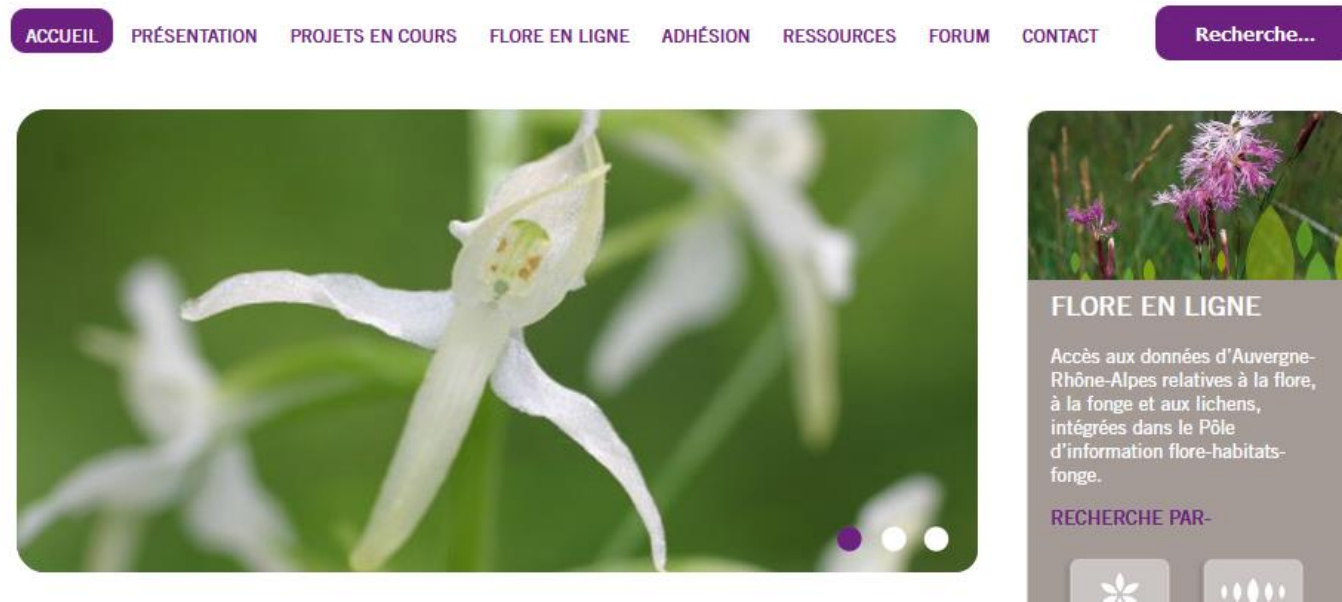 ACCUEIL PRÉSENTATION PROJETS EN COURS FLORE EN LIGNE ADHÉSION RESSOURCES FORUM CONTACT Recherche...
FLORE EN LIGNE
Accès aux données d'Auvergne-
Rhône-Alpes relatives à la flore,
à la fonge et aux lichens,
intégrées dans le Pôle
d'information flore-habitats-
fonge.
RECHERCHE PAR-